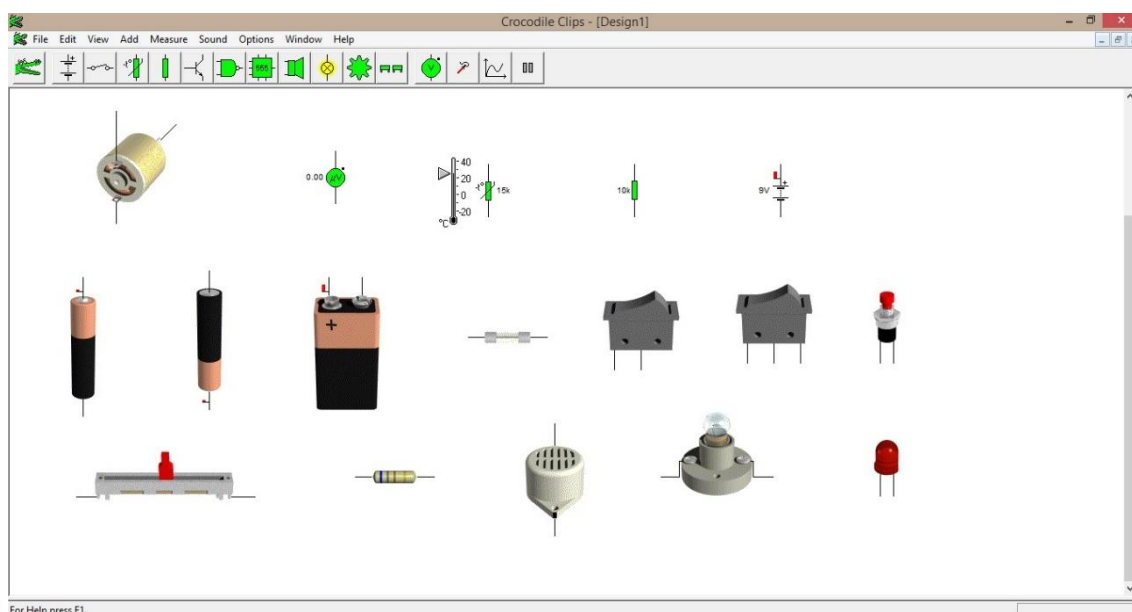 Crocodile Clips - [Design1]
File Edit View Add Measure Sound Options Window Help
555 V
0.00 µV
40
20
0
-20
°C
t° 15k
10k
9V
+
+
For Help press F1.